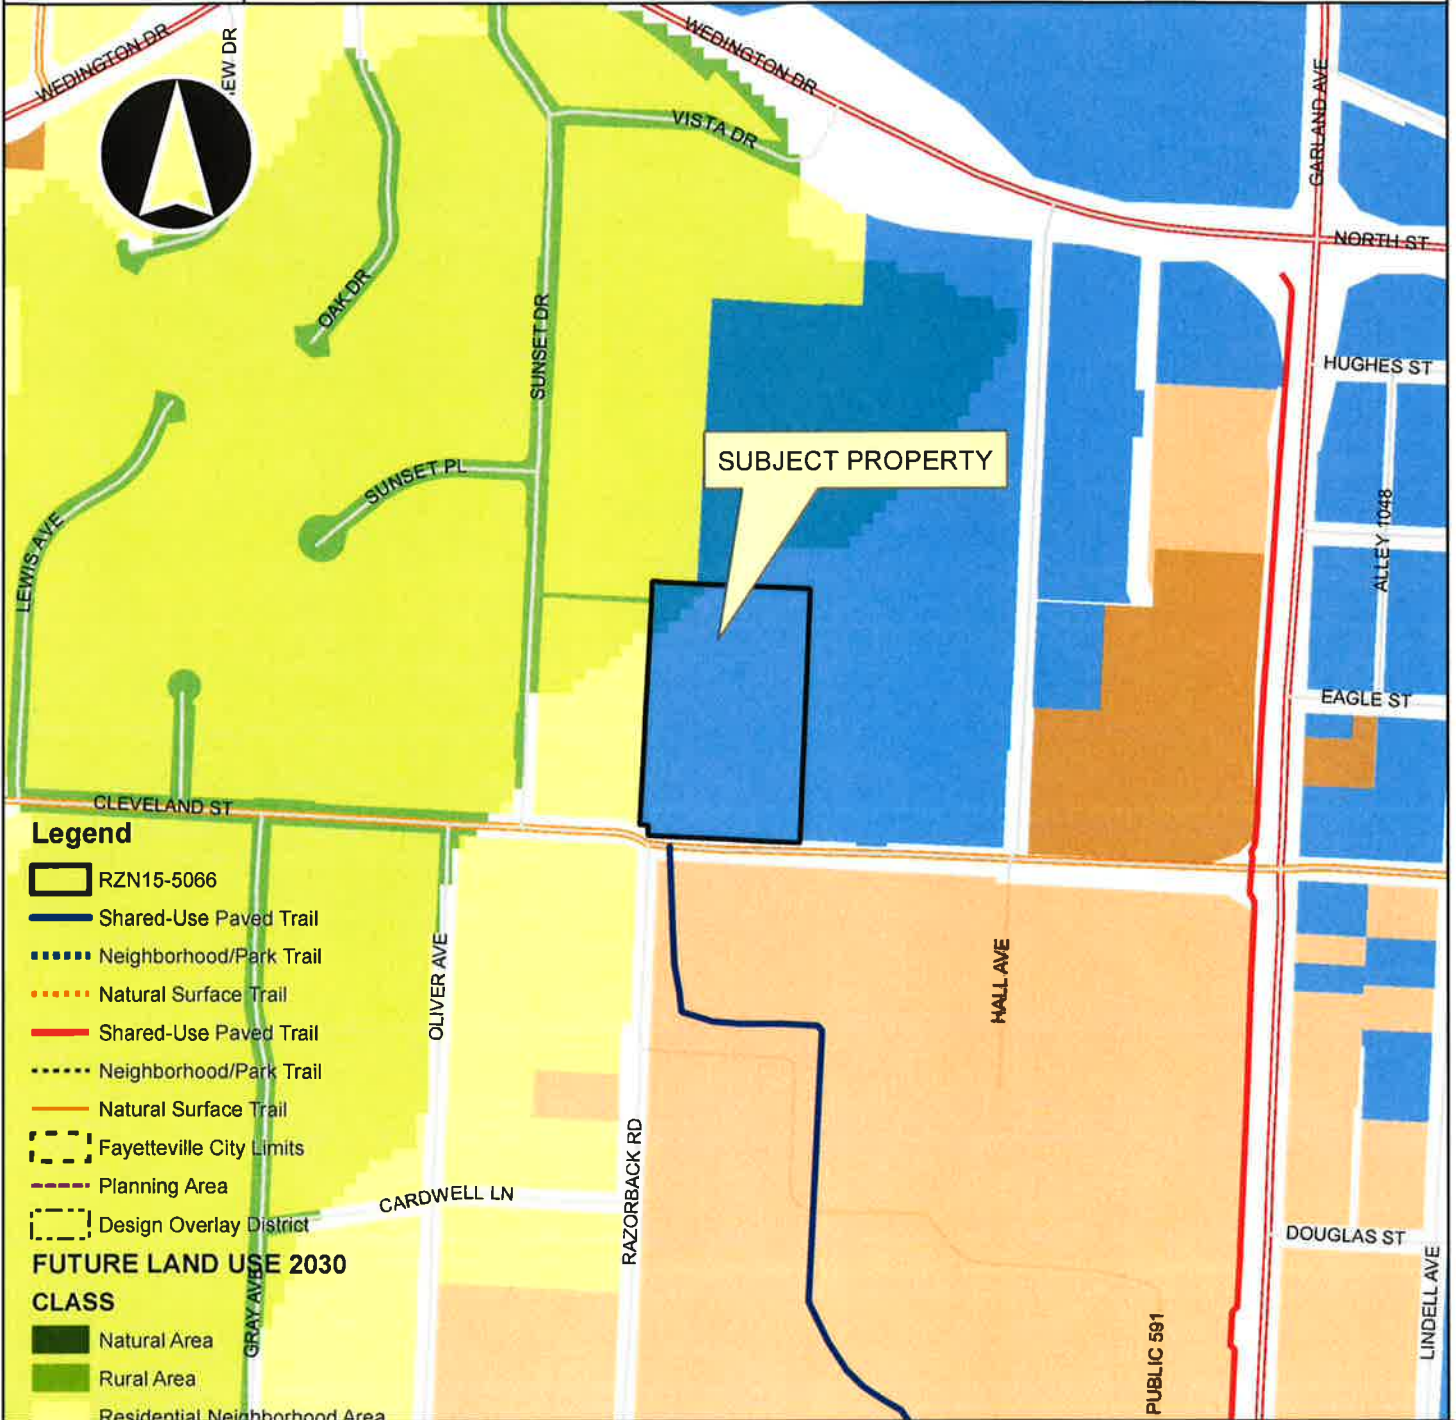 WEDINGTON DR
EW DR
WEDINGTON DR
GARLAND AVE
VISTA DR
NORTH ST
OAK DR
SUNSET DR
HUGHES ST
SUBJECT PROPERTY
SUNSET PL
ALLEY 1048
LEWIS AVE
EAGLE ST
CLEVELAND ST
Legend
RZN15-5066
Shared-Use Paved Trail
Neighborhood/Park Trail
Natural Surface Trail
Shared-Use Paved Trail
Neighborhood/Park Trail
Natural Surface Trail
Fayetteville City Limits
Planning Area
Design Overlay District
FUTURE LAND USE 2030
CLASS
Natural Area
Rural Area
Residential Neighborhood Area
OLIVER AVE
HALL AVE
CARDWELL LN
RAZORBACK RD
GRAY AVE
DOUGLAS ST
LINDELL AVE
PUBLIC 591